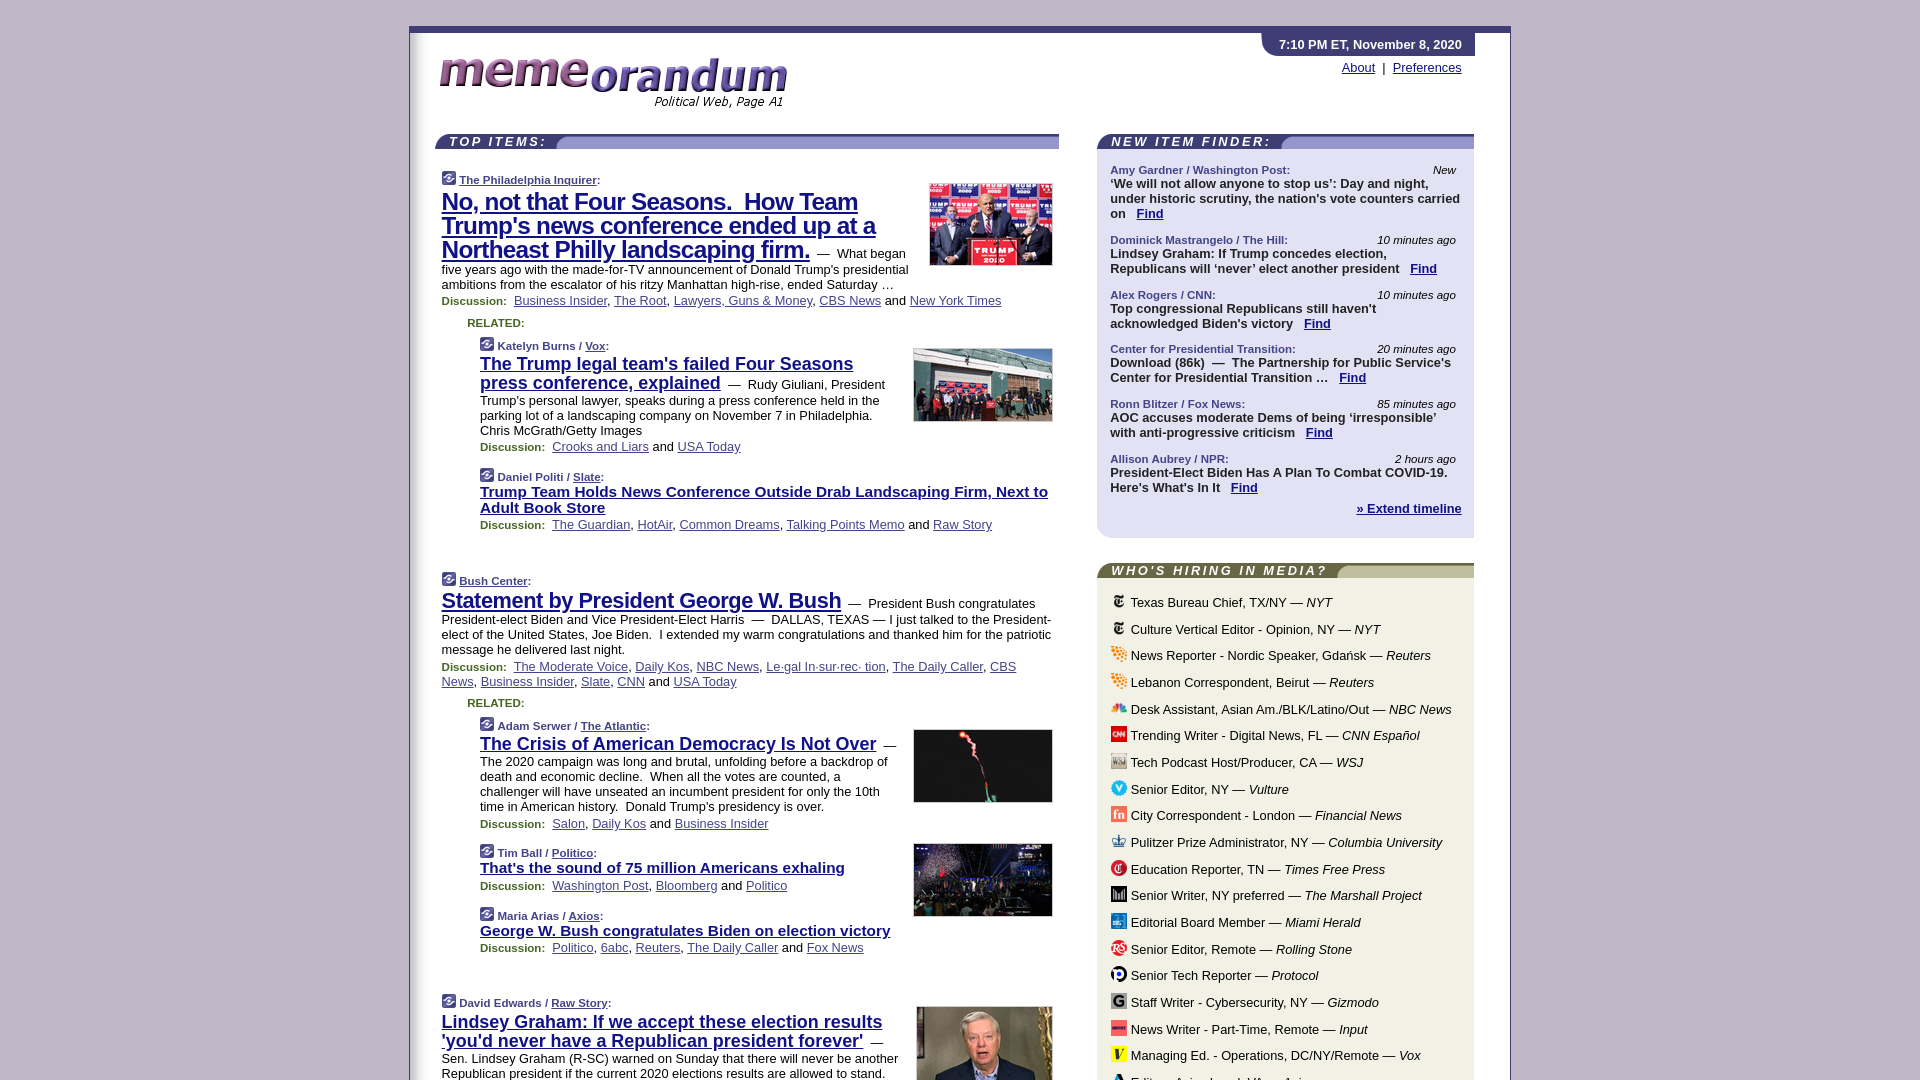 7:10 PM ET, November 8, 2020
About | Preferences
memeorandum
Political Web, Page A1
TOP ITEMS:
The Philadelphia Inquirer:
No, not that Four Seasons.  How Team
Trump's news conference ended up at a
Northeast Philly landscaping firm.  —  What began
five years ago with the made-for-TV announcement of Donald Trump's presidential
ambitions from the escalator of his ritzy Manhattan high-rise, ended Saturday …
Discussion:  Business Insider, The Root, Lawyers, Guns & Money, CBS News and New York Times
TRUMP
2020
RELATED:
Katelyn Burns / Vox:
The Trump legal team's failed Four Seasons
press conference, explained  —  Rudy Giuliani, President
Trump's personal lawyer, speaks during a press conference held in the
parking lot of a landscaping company on November 7 in Philadelphia.
Chris McGrath/Getty Images
Discussion:  Crooks and Liars and USA Today
Daniel Politi / Slate:
Trump Team Holds News Conference Outside Drab Landscaping Firm, Next to
Adult Book Store
Discussion:  The Guardian, HotAir, Common Dreams, Talking Points Memo and Raw Story
Bush Center:
Statement by President George W. Bush  —  President Bush congratulates
President-elect Biden and Vice President-Elect Harris  —  DALLAS, TEXAS — I just talked to the President-
elect of the United States, Joe Biden.  I extended my warm congratulations and thanked him for the patriotic
message he delivered last night.
Discussion:  The Moderate Voice, Daily Kos, NBC News, Le·gal In·sur·rec· tion, The Daily Caller, CBS
News, Business Insider, Slate, CNN and USA Today
RELATED:
Adam Serwer / The Atlantic:
The Crisis of American Democracy Is Not Over  —
The 2020 campaign was long and brutal, unfolding before a backdrop of
death and economic decline.  When all the votes are counted, a
challenger will have unseated an incumbent president for only the 10th
time in American history.  Donald Trump's presidency is over.
Discussion:  Salon, Daily Kos and Business Insider
Tim Ball / Politico:
That's the sound of 75 million Americans exhaling
Discussion:  Washington Post, Bloomberg and Politico
Maria Arias / Axios:
George W. Bush congratulates Biden on election victory
Discussion:  Politico, 6abc, Reuters, The Daily Caller and Fox News
David Edwards / Raw Story:
Lindsey Graham: If we accept these election results
'you'd never have a Republican president forever'  —
Sen. Lindsey Graham (R-SC) warned on Sunday that there will never be another
Republican president if the current 2020 elections results are allowed to stand.
NEW ITEM FINDER:
Amy Gardner / Washington Post: New
‘We will not allow anyone to stop us’: Day and night,
under historic scrutiny, the nation's vote counters carried
on   Find
Dominick Mastrangelo / The Hill: 10 minutes ago
Lindsey Graham: If Trump concedes election,
Republicans will ‘never’ elect another president   Find
Alex Rogers / CNN: 10 minutes ago
Top congressional Republicans still haven't
acknowledged Biden's victory   Find
Center for Presidential Transition: 20 minutes ago
Download (86k)  —  The Partnership for Public Service's
Center for Presidential Transition …   Find
Ronn Blitzer / Fox News: 85 minutes ago
AOC accuses moderate Dems of being ‘irresponsible’
with anti-progressive criticism   Find
Allison Aubrey / NPR: 2 hours ago
President-Elect Biden Has A Plan To Combat COVID-19.
Here's What's In It   Find
» Extend timeline
WHO'S HIRING IN MEDIA?
Texas Bureau Chief, TX/NY — NYT
Culture Vertical Editor - Opinion, NY — NYT
News Reporter - Nordic Speaker, Gdańsk — Reuters
Lebanon Correspondent, Beirut — Reuters
Desk Assistant, Asian Am./BLK/Latino/Out — NBC News
Trending Writer - Digital News, FL — CNN Español
Tech Podcast Host/Producer, CA — WSJ
Senior Editor, NY — Vulture
City Correspondent - London — Financial News
Pulitzer Prize Administrator, NY — Columbia University
Education Reporter, TN — Times Free Press
Senior Writer, NY preferred — The Marshall Project
Editorial Board Member — Miami Herald
Senior Editor, Remote — Rolling Stone
Senior Tech Reporter — Protocol
Staff Writer - Cybersecurity, NY — Gizmodo
News Writer - Part-Time, Remote — Input
Managing Ed. - Operations, DC/NY/Remote — Vox